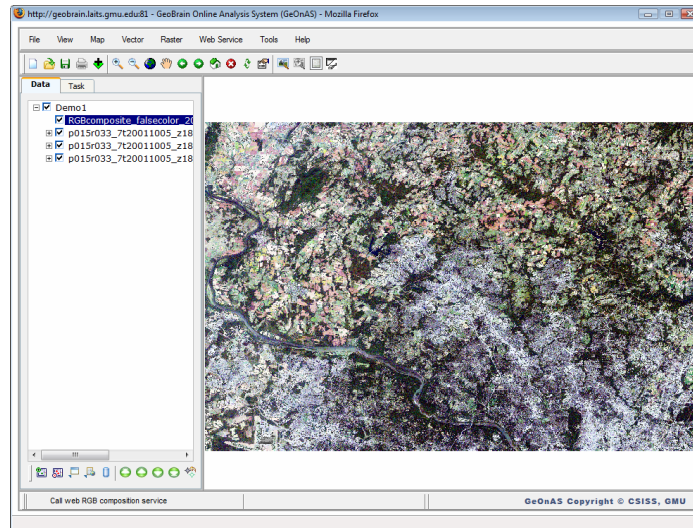 http://geobrain.laits.gmu.edu:81 - GeoBrain Online Analysis System (GeOnAS) - Mozilla Firefox
File View Map Vector Raster Web Service Tools Help
Data Task
Demo1
RGBcomposite_falsecolor_20
p015r033_7t20011005_z18
p015r033_7t20011005_z18
p015r033_7t20011005_z18
Call web RGB composition service
GeOnAS Copyright © CSISS, GMU